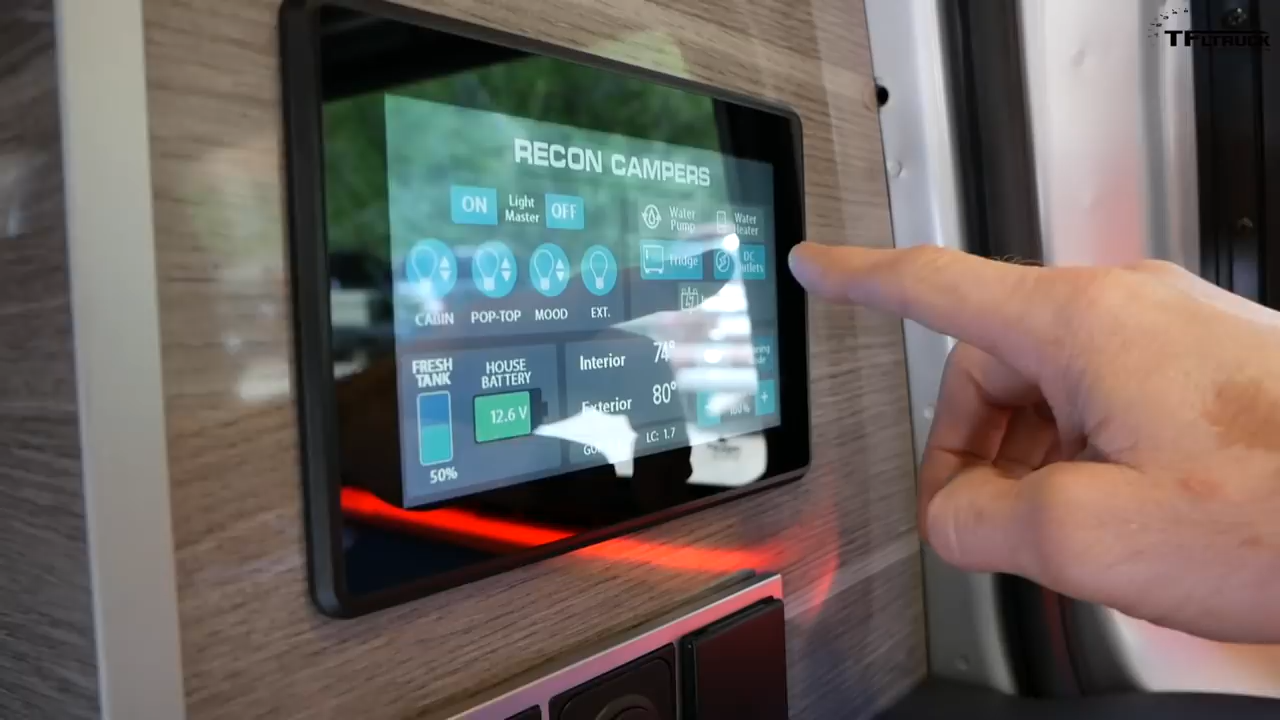 TFLTRUCK
RECON CAMPERS
ON
Light
Master
OFF
Water
Pump
Water
Heater
Fridge
DC
CABIN
POP-TOP
MOOD
EXT.
FRESH
TANK
50%
HOUSE
BATTERY
12.6 V
Interior
74°
Exterior
80°
LC: 1.7
100%